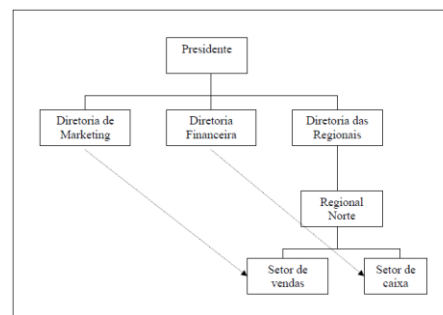 Presidente
Diretoria de
Marketing
Diretoria
Financeira
Diretoria das
Regionais
Regional
Norte
Setor de
vendas
Setor de
caixa